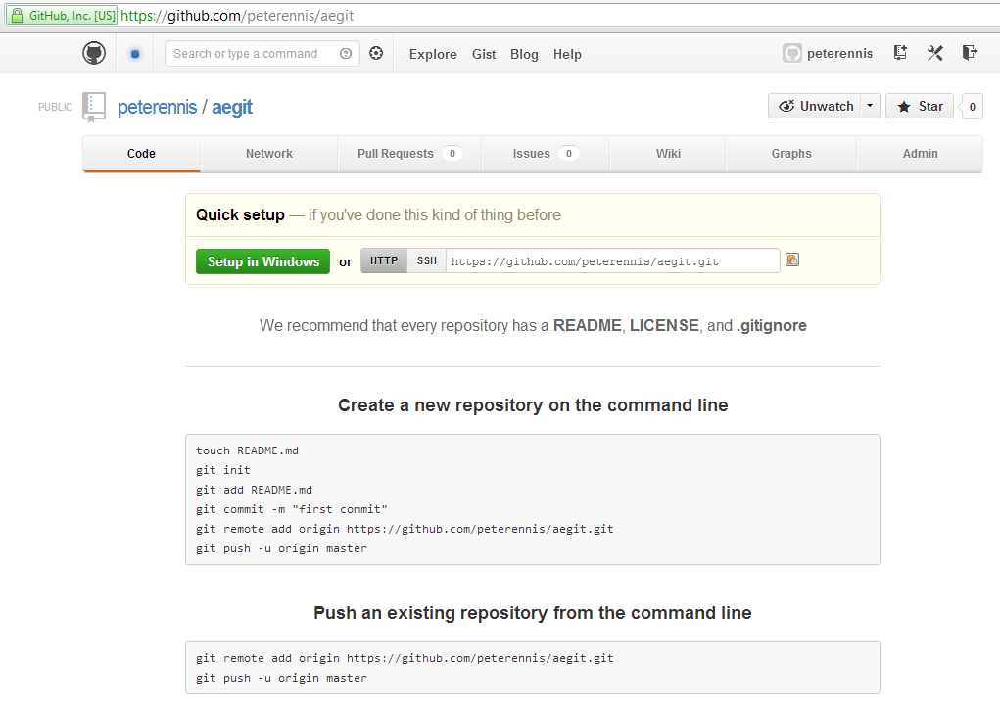 GitHub, Inc. [US] https://github.com/peterennis/aegit
Search or type a command Explore Gist Blog Help peterennis
PUBLIC peterennis / aegit Unwatch Star 0
Code Network Pull Requests 0 Issues 0 Wiki Graphs Admin
Quick setup — if you've done this kind of thing before
Setup in Windows or HTTP SSH https://github.com/peterennis/aegit.git
We recommend that every repository has a README, LICENSE, and .gitignore
Create a new repository on the command line
touch README.md
git init
git add README.md
git commit -m "first commit"
git remote add origin https://github.com/peterennis/aegit.git
git push -u origin master
Push an existing repository from the command line
git remote add origin https://github.com/peterennis/aegit.git
git push -u origin master